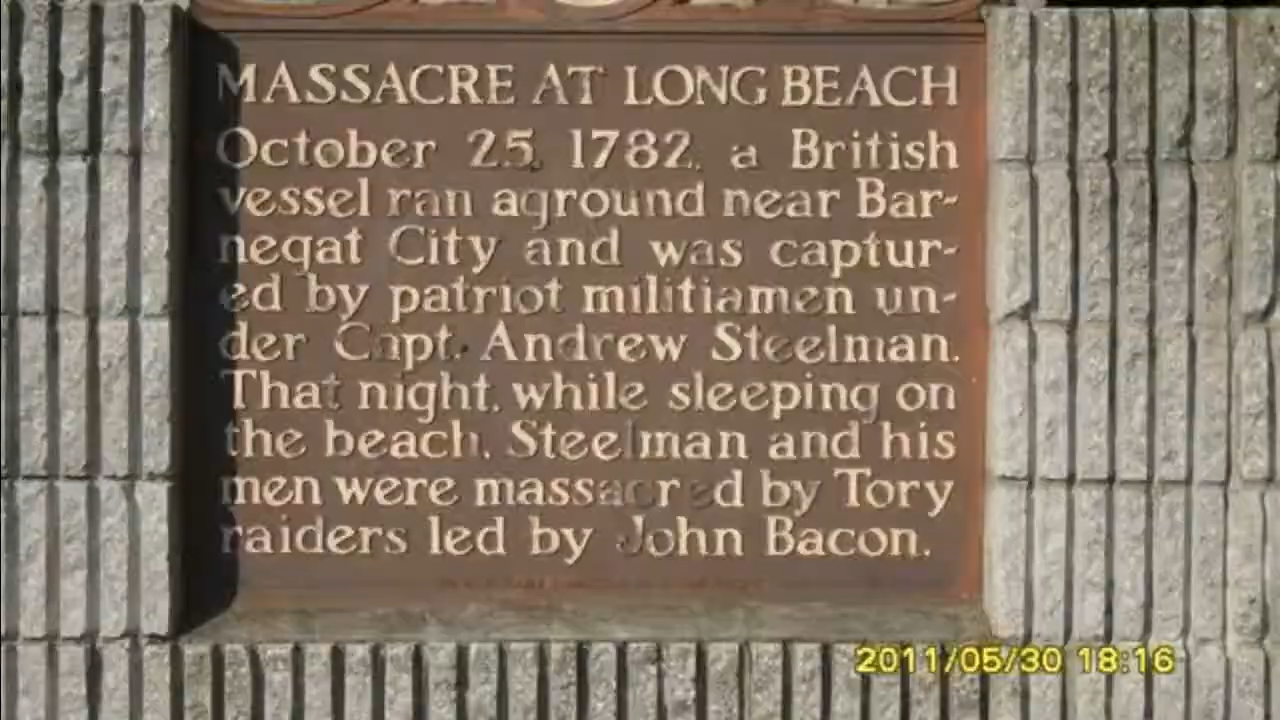 MASSACRE AT LONG BEACH
October 25, 1782, a British
vessel ran aground near Bar-
negat City and was captur-
ed by patriot militiamen un-
der Capt. Andrew Steelman.
That night, while sleeping on
the beach, Steelman and his
men were massacred by Tory
raiders led by John Bacon.
2011/05/30 18:16